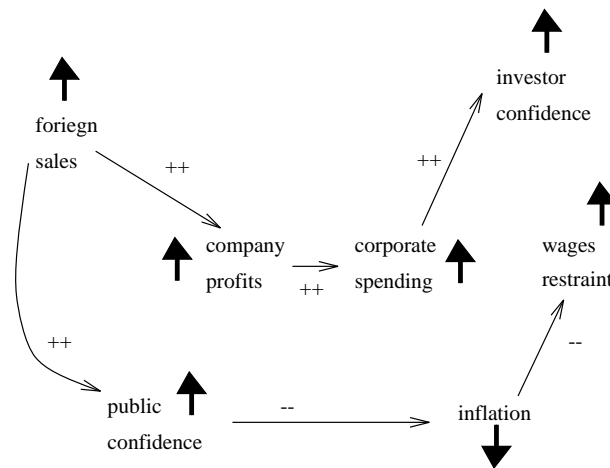 investor
confidence
foriegn
sales
++
++
company
profits
++
corporate
spending
wages
restraint
++
--
public
confidence
--
inflation